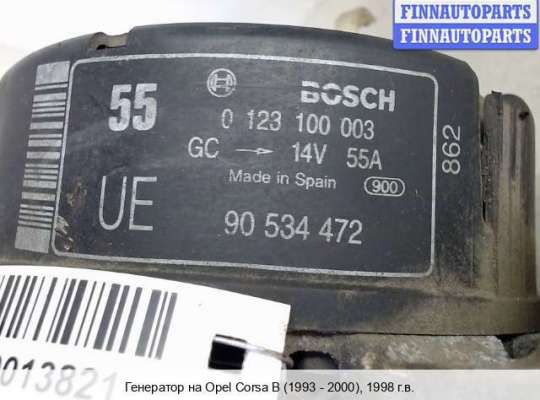 FINNAUTOPARTS
FINNAUTOPARTS
55 BOSCH
0 123 100 003
GC → 14V 55A
Made in Spain 900
862
UE 90 534 472
0013821
Генератор на Opel Corsa B (1993 - 2000), 1998 г.в.